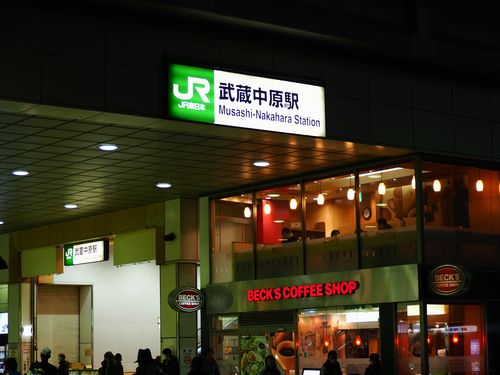 JR
JR東日本
武蔵中原駅
Musashi-Nakahara Station
武蔵中原駅
BECK'S COFFEE SHOP
BECK'S
COFFEE SHOP
BECK'S
COFFEE SHOP